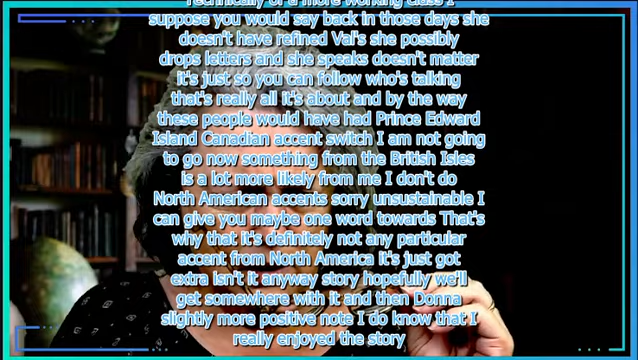 Technically of a more working class I
suppose you would say back in those days she
doesn't have refined Val's she possibly
drops letters and she speaks doesn't matter
it's just so you can follow who's talking
that's really all it's about and by the way
these people would have had Prince Edward
Island Canadian accent switch I am not going
to go now something from the British Isles
is a lot more likely from me I don't do
North American accents sorry unsustainable I
can give you maybe one word towards That's
why that it's definitely not any particular
accent from North America it's just got
extra isn't it anyway story hopefully we'll
get somewhere with it and then Donna
slightly more positive note I do know that I
really enjoyed the story